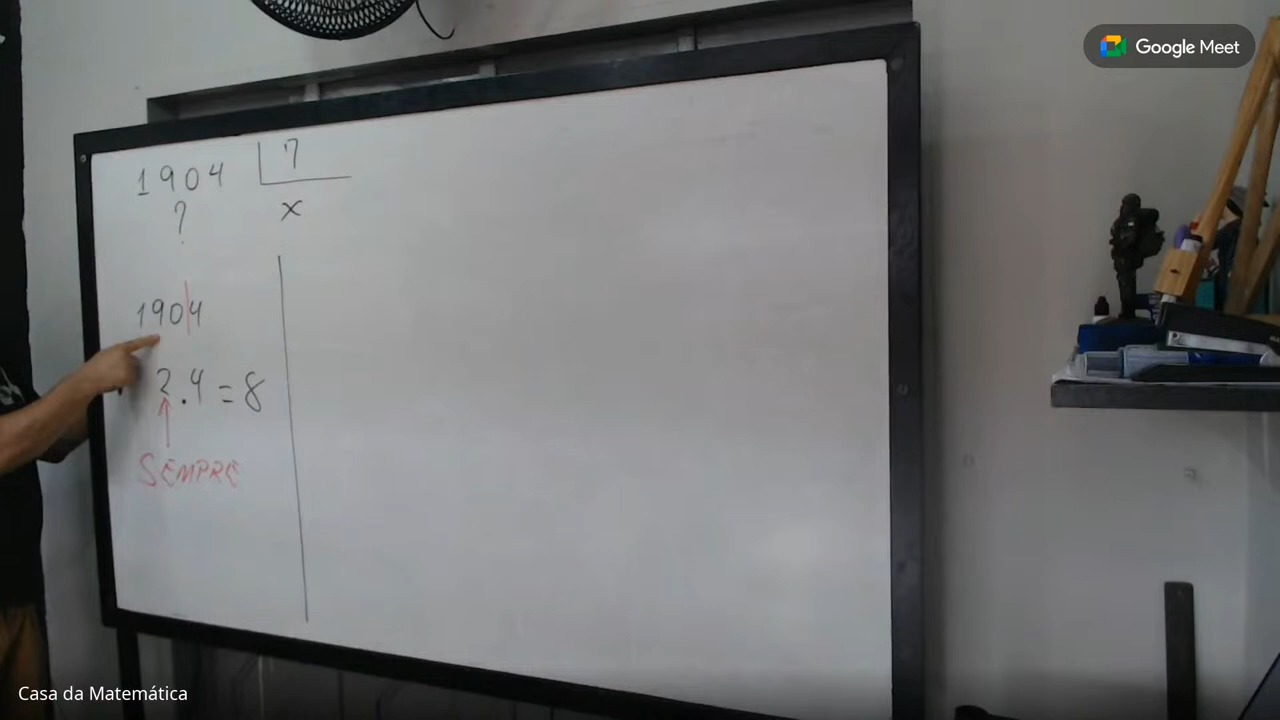 1904 7
? x
1904
2.4=8
SEMPRE
Google Meet
Casa da Matemática